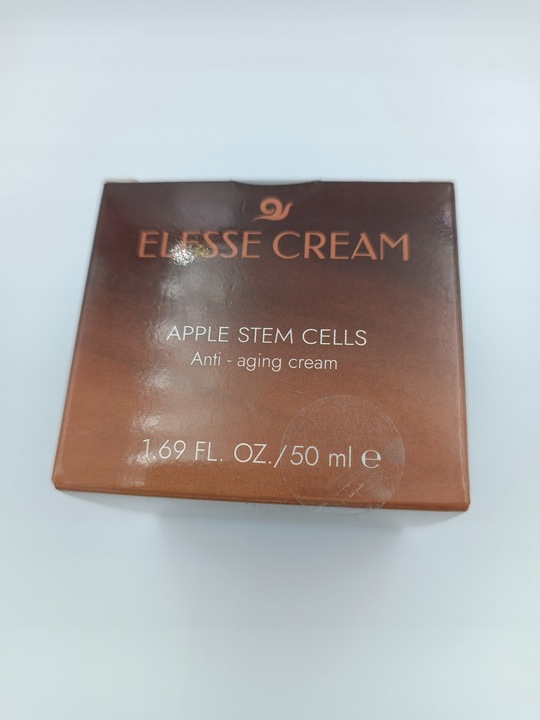 ELESSE CREAM
APPLE STEM CELLS
Anti - aging cream
1.69 FL. OZ./50 ml ℮